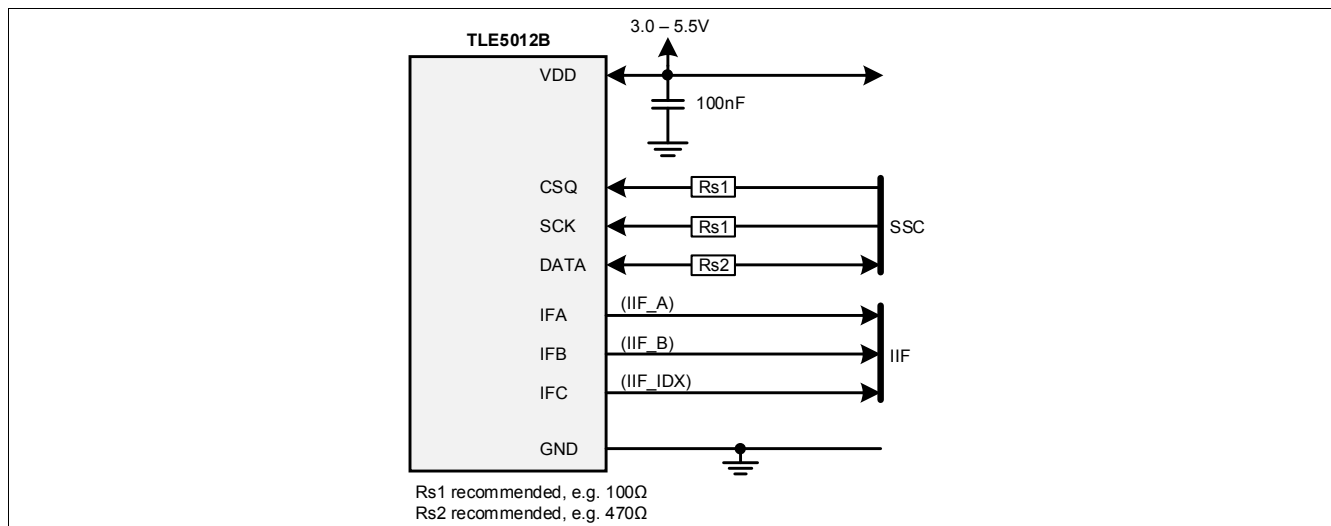 3.0 – 5.5V
TLE5012B
VDD
100nF
CSQ
Rs1
SCK
Rs1
SSC
DATA
Rs2
IFA
(IIF_A)
IFB
(IIF_B)
IIF
IFC
(IIF_IDX)
GND
Rs1 recommended, e.g. 100Ω
Rs2 recommended, e.g. 470Ω